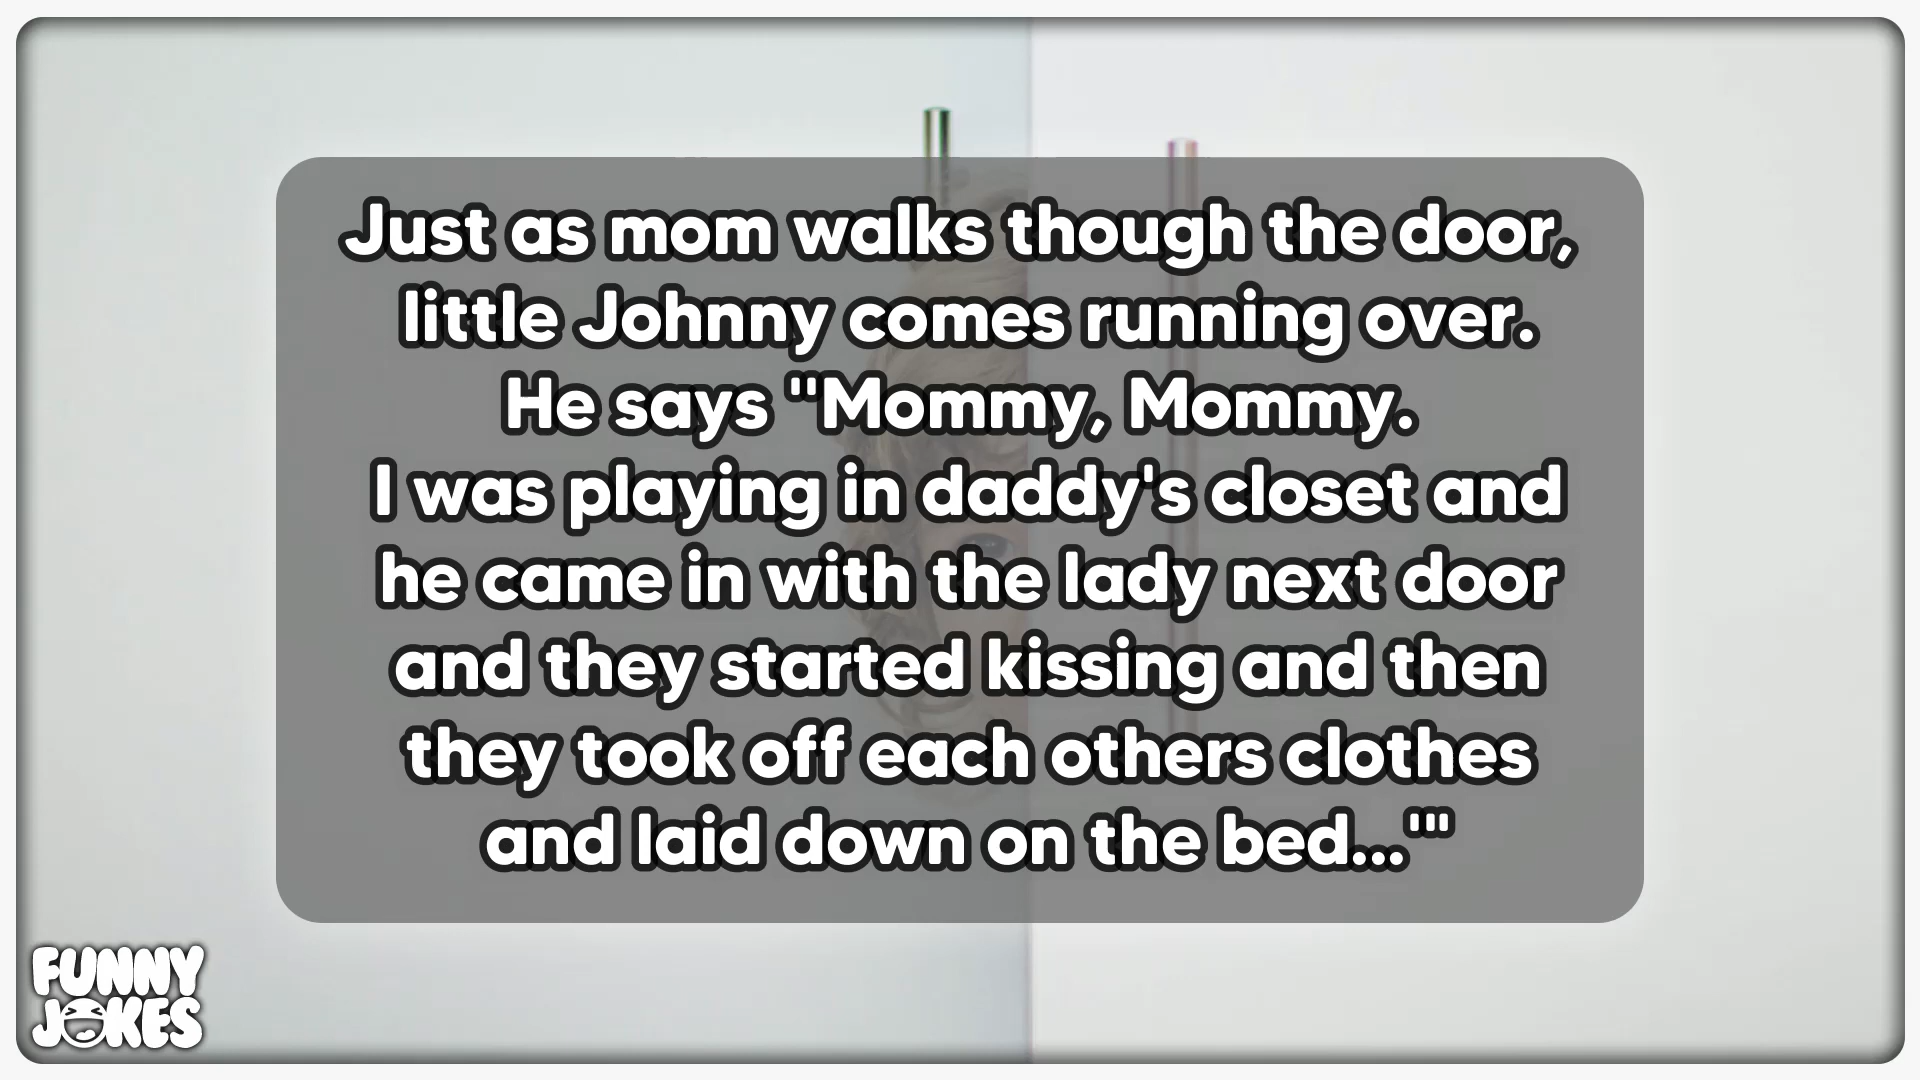 Just as mom walks though the door,
little Johnny comes running over.
He says "Mommy, Mommy.
I was playing in daddy's closet and
he came in with the lady next door
and they started kissing and then
they took off each others clothes
and laid down on the bed...'"
FUNNY
JOKES